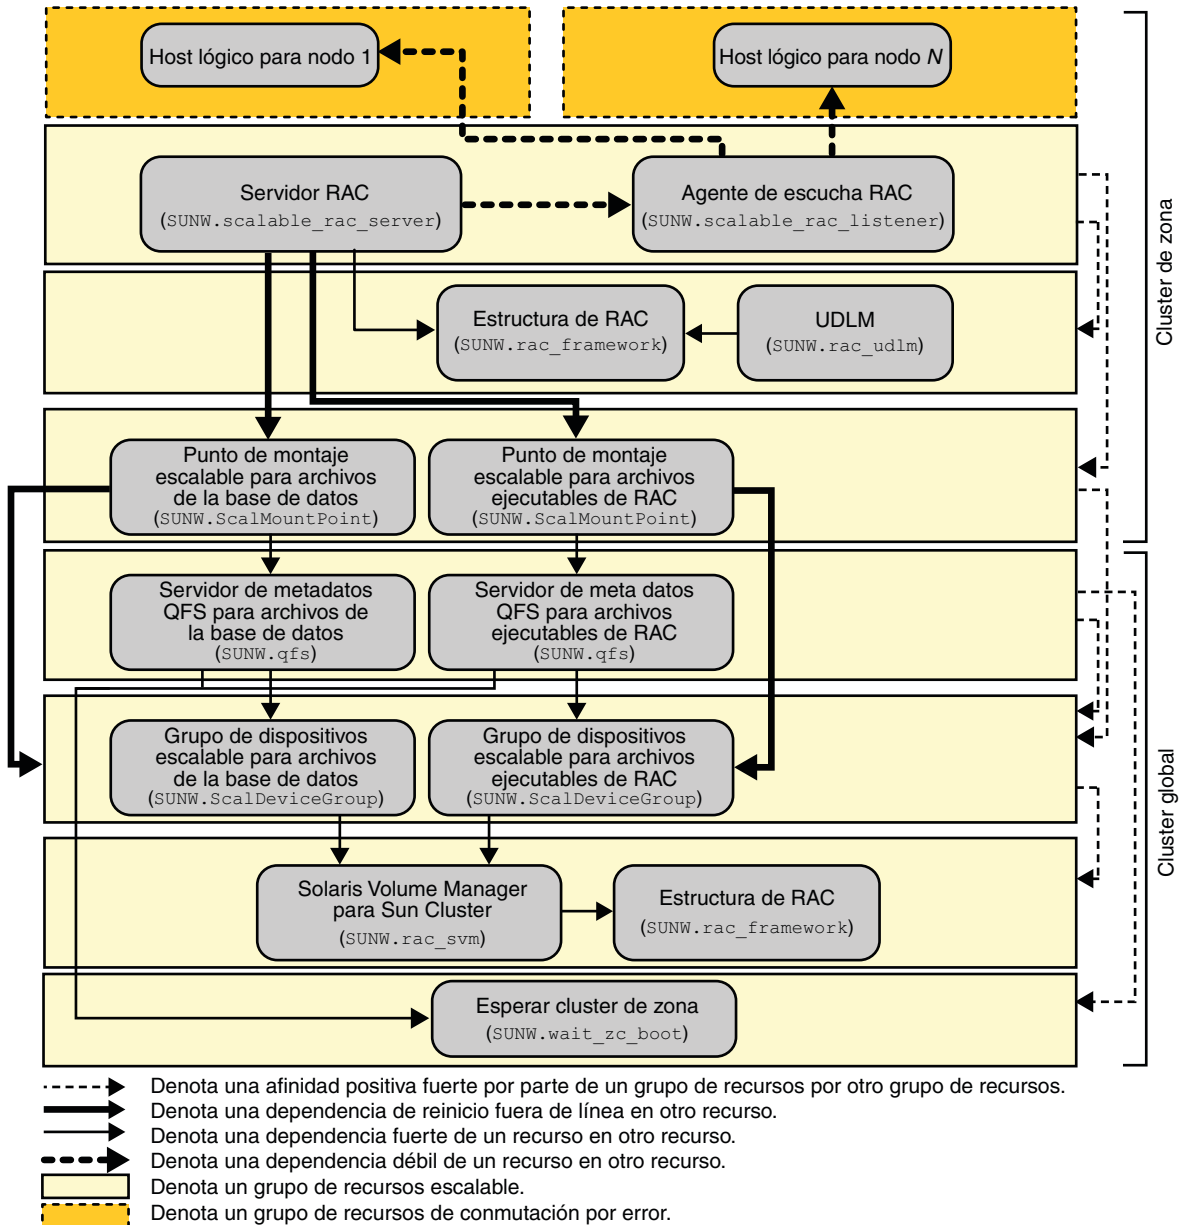 Host lógico para nodo 1
Host lógico para nodo N
Servidor RAC
(SUNW.scalable_rac_server)
Agente de escucha RAC
(SUNW.scalable_rac_listener)
Estructura de RAC
(SUNW.rac_framework)
UDLM
(SUNW.rac_udlm)
Cluster de zona
Punto de montaje
escalable para archivos
de la base de datos
(SUNW.ScalMountPoint)
Punto de montaje
escalable para archivos
ejecutables de RAC
(SUNW.ScalMountPoint)
Servidor de metadatos
QFS para archivos de
la base de datos
(SUNW.qfs)
Servidor de meta datos
QFS para archivos
ejecutables de RAC
(SUNW.qfs)
Grupo de dispositivos
escalable para archivos
de la base de datos
(SUNW.ScalDeviceGroup)
Grupo de dispositivos
escalable para archivos
ejecutables de RAC
(SUNW.ScalDeviceGroup)
Cluster global
Solaris Volume Manager
para Sun Cluster
(SUNW.rac_svm)
Estructura de RAC
(SUNW.rac_framework)
Esperar cluster de zona
(SUNW.wait_zc_boot)
Denota una afinidad positiva fuerte por parte de un grupo de recursos por otro grupo de recursos.
Denota una dependencia de reinicio fuera de línea en otro recurso.
Denota una dependencia fuerte de un recurso en otro recurso.
Denota una dependencia débil de un recurso en otro recurso.
Denota un grupo de recursos escalable.
Denota un grupo de recursos de conmutación por error.